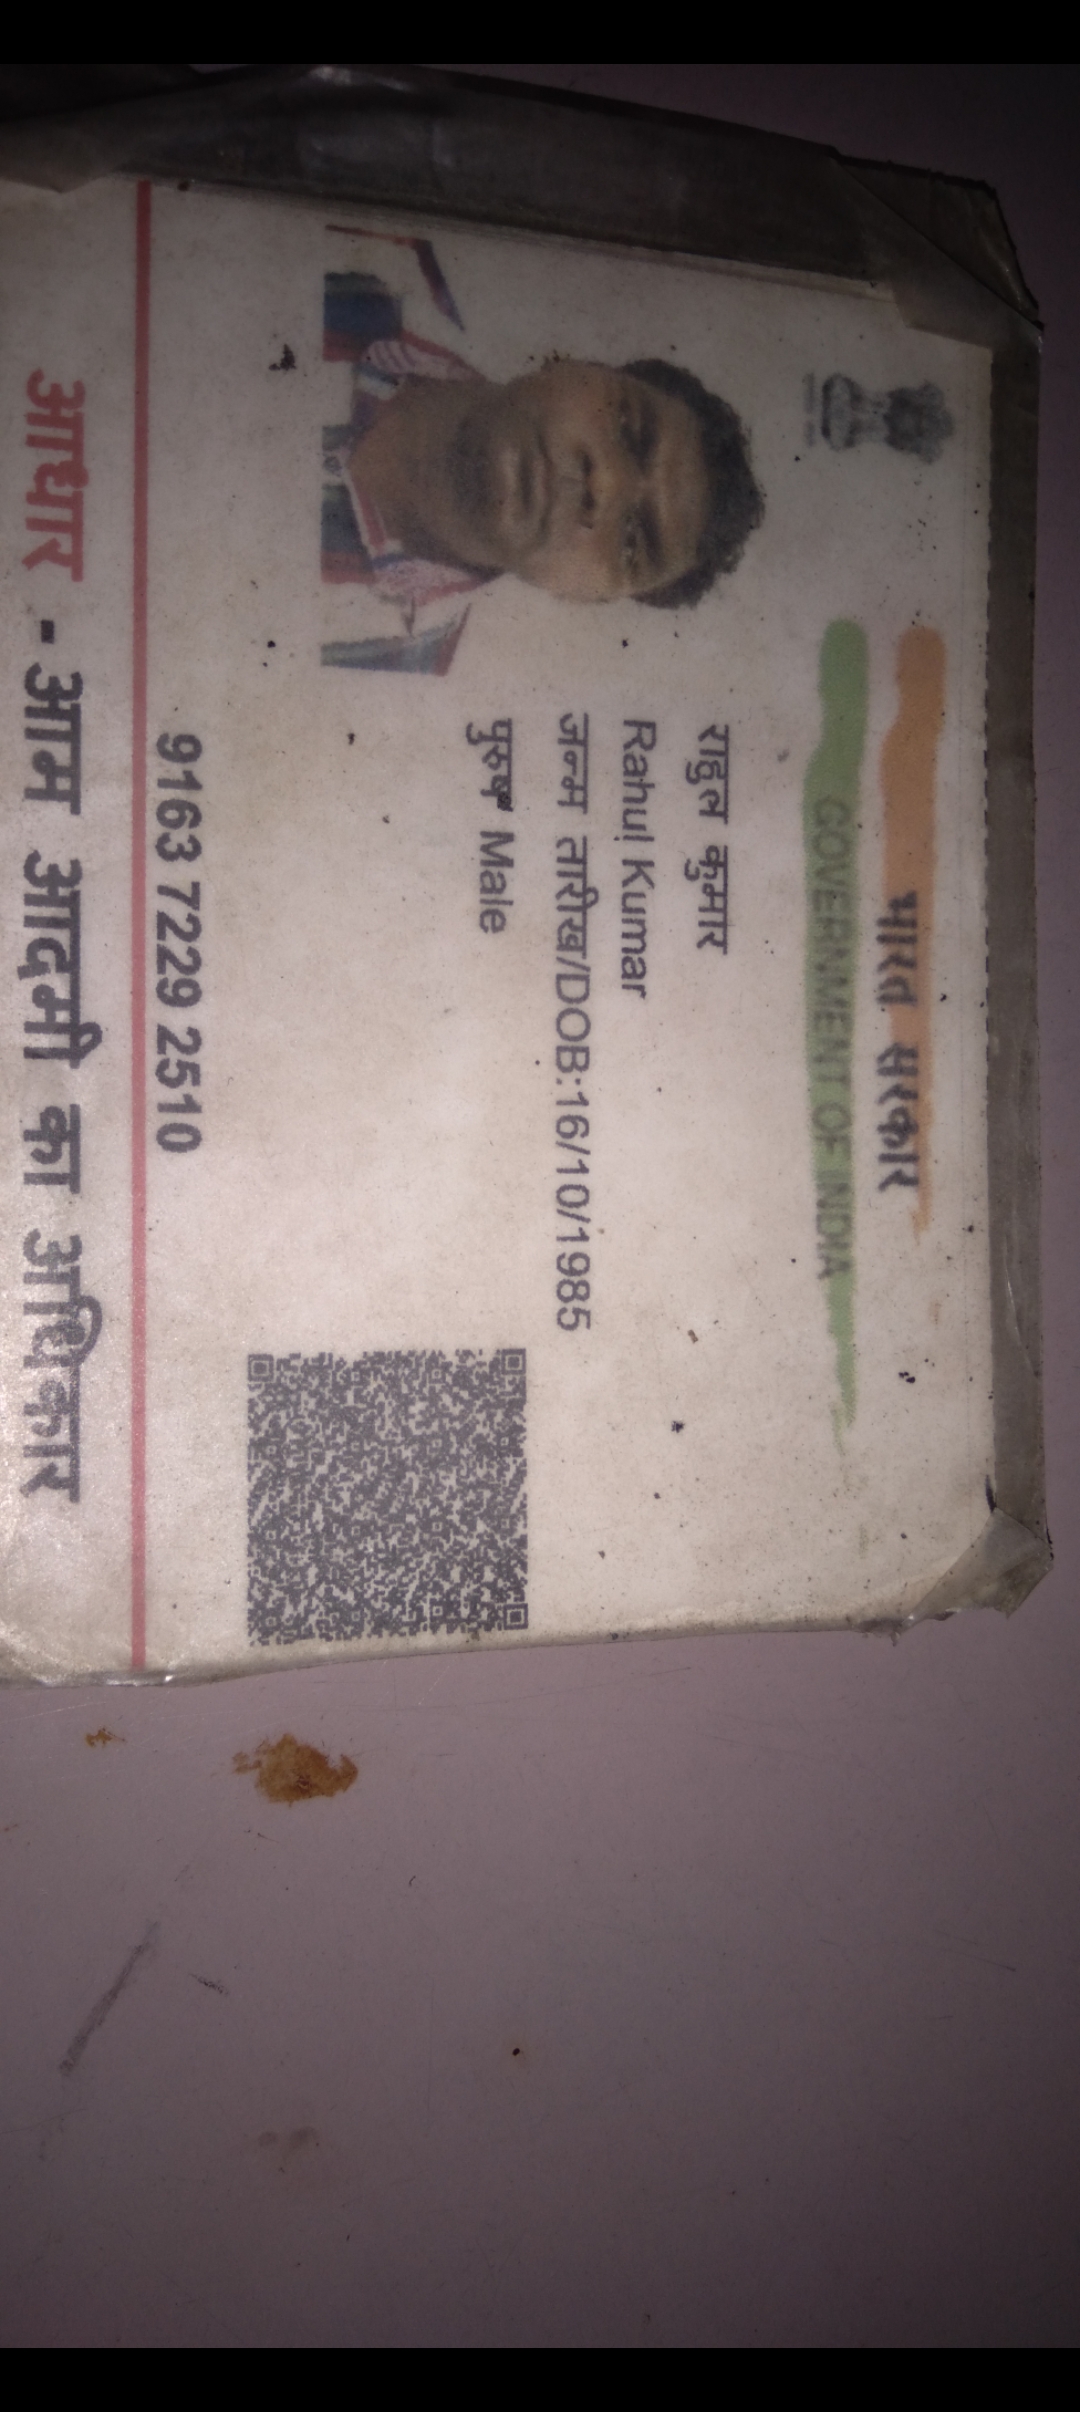 भारत सरकार
GOVERNMENT OF INDIA
राहुल कुमार
Rahul Kumar
जन्म तारीख/DOB:16/10/1985
पुरुष Male
9163 7229 2510
आधार - आम आदमी का अधिकार